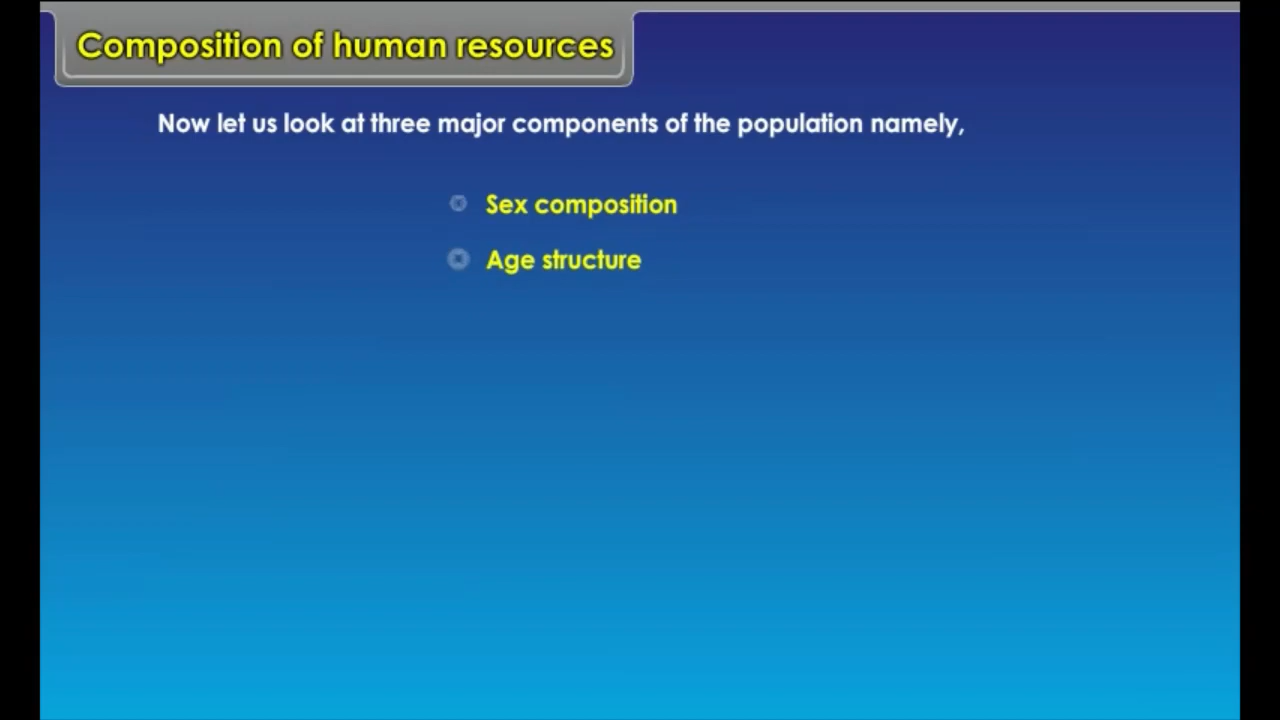 Composition of human resources
Now let us look at three major components of the population namely,
Sex composition
Age structure